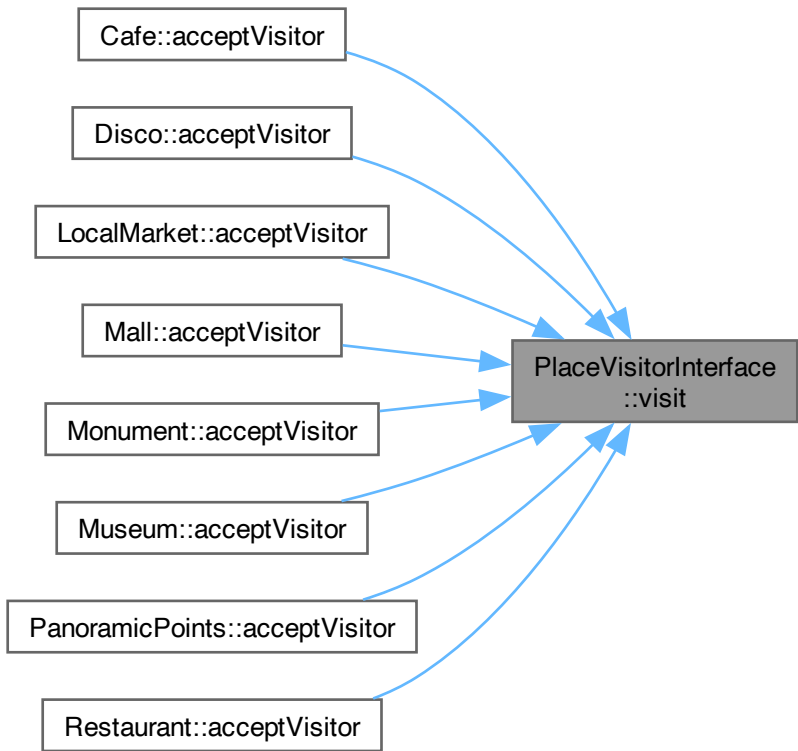 Cafe::acceptVisitor
Disco::acceptVisitor
LocalMarket::acceptVisitor
Mall::acceptVisitor
PlaceVisitorInterface
::visit
Monument::acceptVisitor
Museum::acceptVisitor
PanoramicPoints::acceptVisitor
Restaurant::acceptVisitor